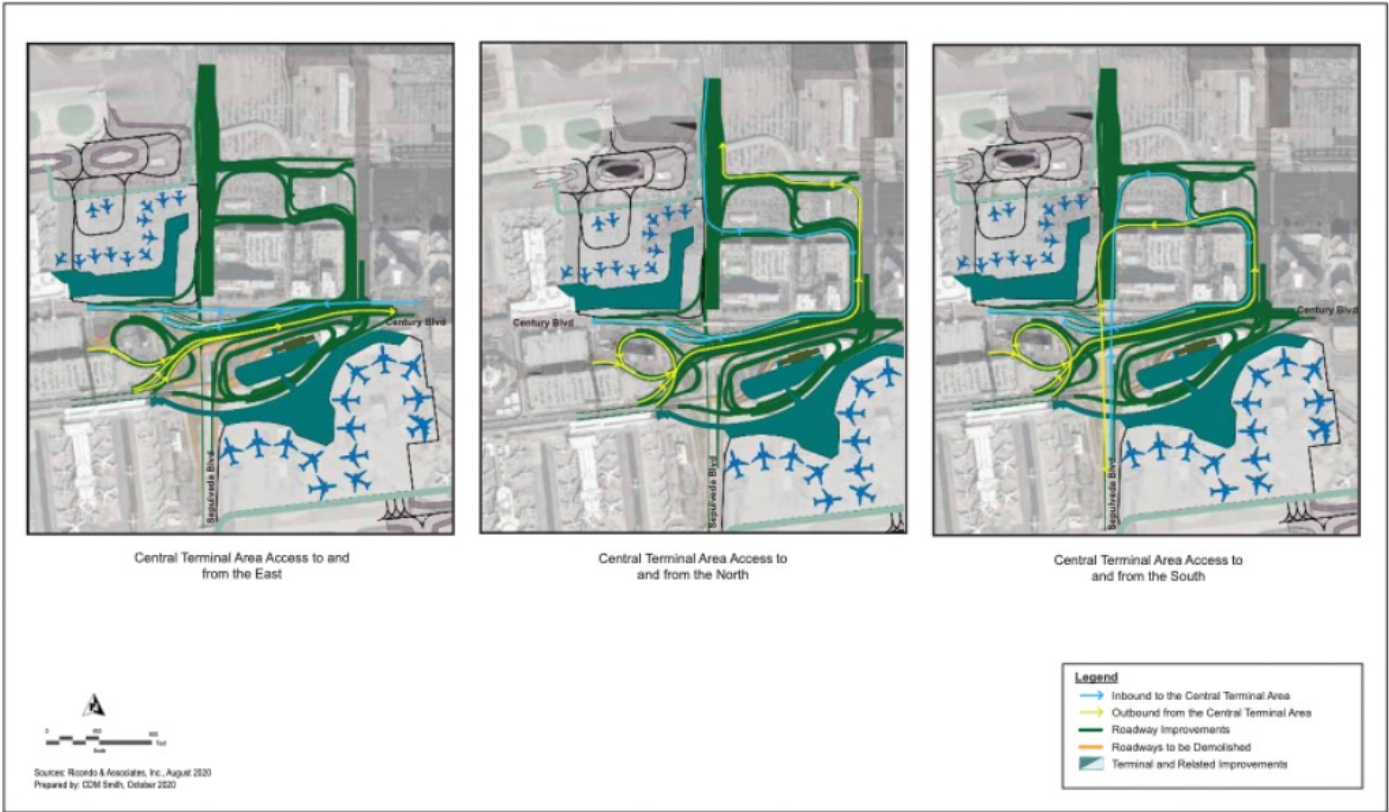 Century Blvd
Sepulveda Blvd
Century Blvd
Sepulveda Blvd
Century Blvd
Sepulveda Blvd
Central Terminal Area Access to and
from the East
Central Terminal Area Access to
and from the North
Central Terminal Area Access to
and from the South
Legend
Inbound to the Central Terminal Area
Outbound from the Central Terminal Area
Roadway Improvements
Roadways to be Demolished
Terminal and Related Improvements
0
Feet
Scale
Sources: Ricondo & Associates, Inc., August 2020
Prepared by: CDM Smith, October 2020